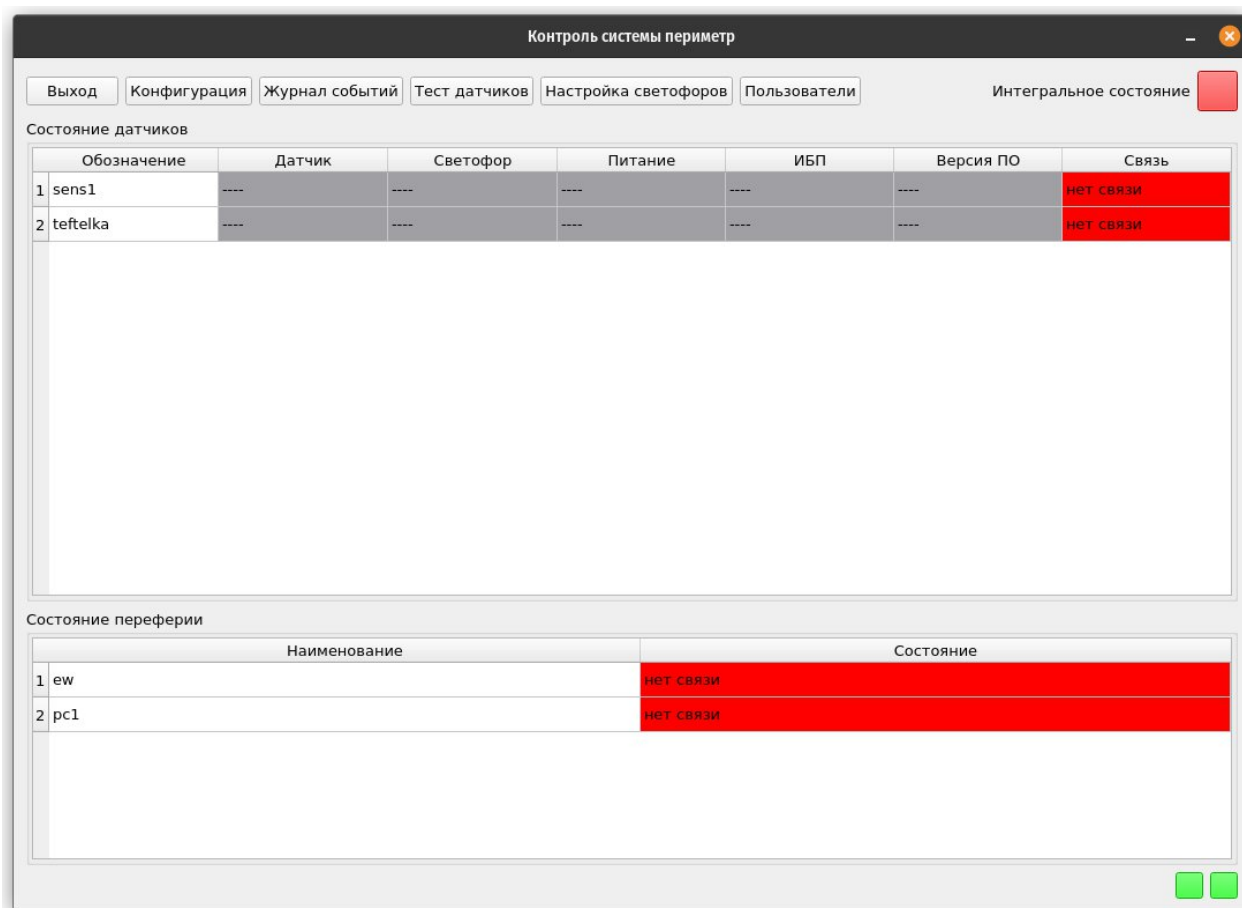 Контроль системы периметр
Выход Конфигурация Журнал событий Тест датчиков Настройка светофоров Пользователи Интегральное состояние
Состояние датчиков
Обозначение Датчик Светофор Питание ИБП Версия ПО Связь
1 sens1 ---- ---- ---- ---- ---- нет связи
2 teftelka ---- ---- ---- ---- ---- нет связи
Состояние переферии
Наименование Состояние
1 ew нет связи
2 pc1 нет связи